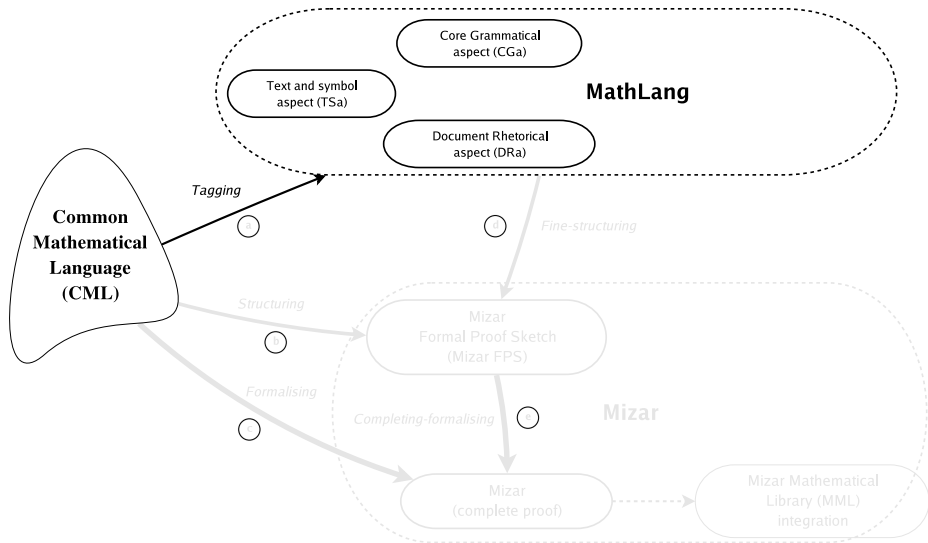 Core Grammatical
aspect (CGa)
Text and symbol
aspect (TSa)
MathLang
Document Rhetorical
aspect (DRa)
Tagging
a
Common
Mathematical
Language
(CML)
d
Fine-structuring
Structuring
b
Mizar
Formal Proof Sketch
(Mizar FPS)
Formalising
c
Completing-formalising
e
Mizar
Mizar
(complete proof)
Mizar Mathematical
Library (MML)
integration